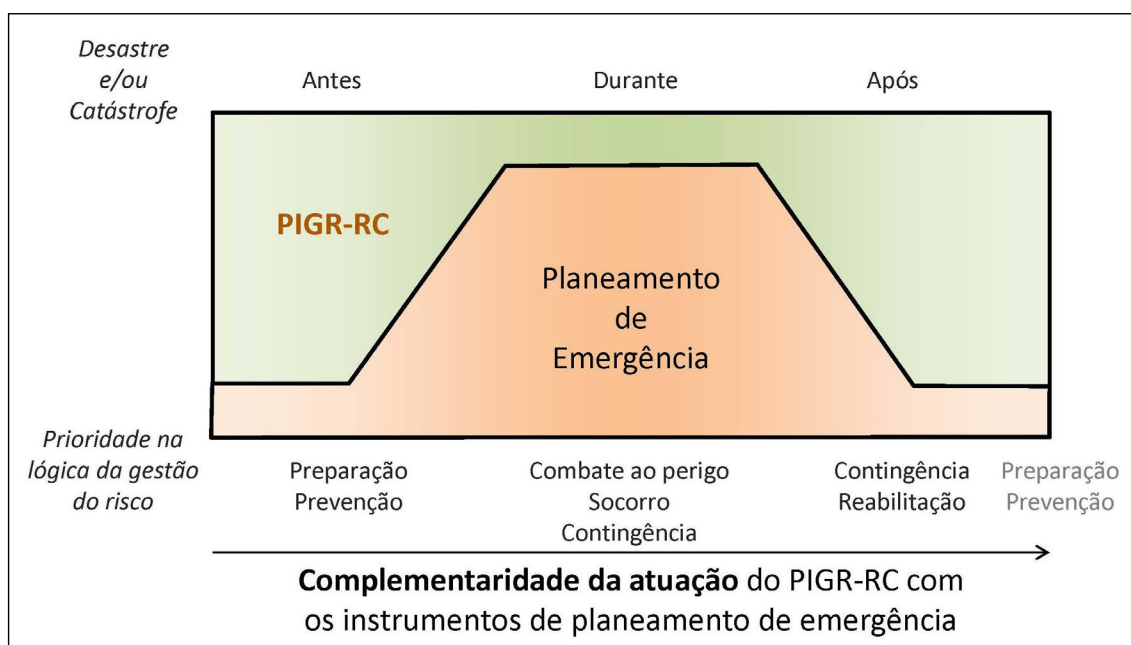 Desastre
e/ou
Catástrofe
Antes
Durante
Após
PIGR-RC
Planeamento
de
Emergência
Prioridade na
lógica da gestão
do risco
Preparação
Prevenção
Combate ao perigo
Socorro
Contingência
Contingência
Reabilitação
Preparação
Prevenção
Complementaridade da atuação do PIGR-RC com
os instrumentos de planeamento de emergência